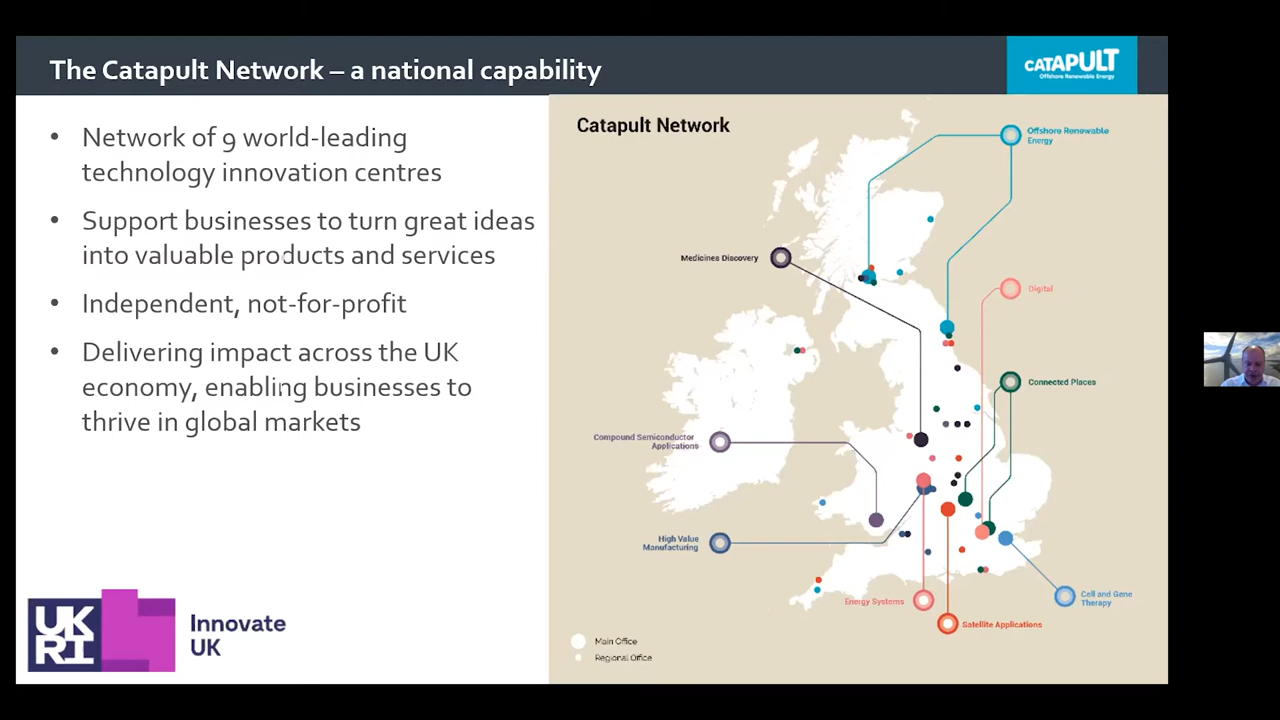 The Catapult Network – a national capability
CATAPULT
Offshore Renewable Energy
• Network of 9 world-leading
technology innovation centres
• Support businesses to turn great ideas
into valuable products and services
• Independent, not-for-profit
• Delivering impact across the UK
economy, enabling businesses to
thrive in global markets
UK
RI
Innovate
UK
Catapult Network
Offshore Renewable
Energy
Medicines Discovery
Digital
Connected Places
Compound Semiconductor
Applications
High Value
Manufacturing
Energy Systems
Cell and Gene
Therapy
Satellite Applications
Main Office
Regional Office